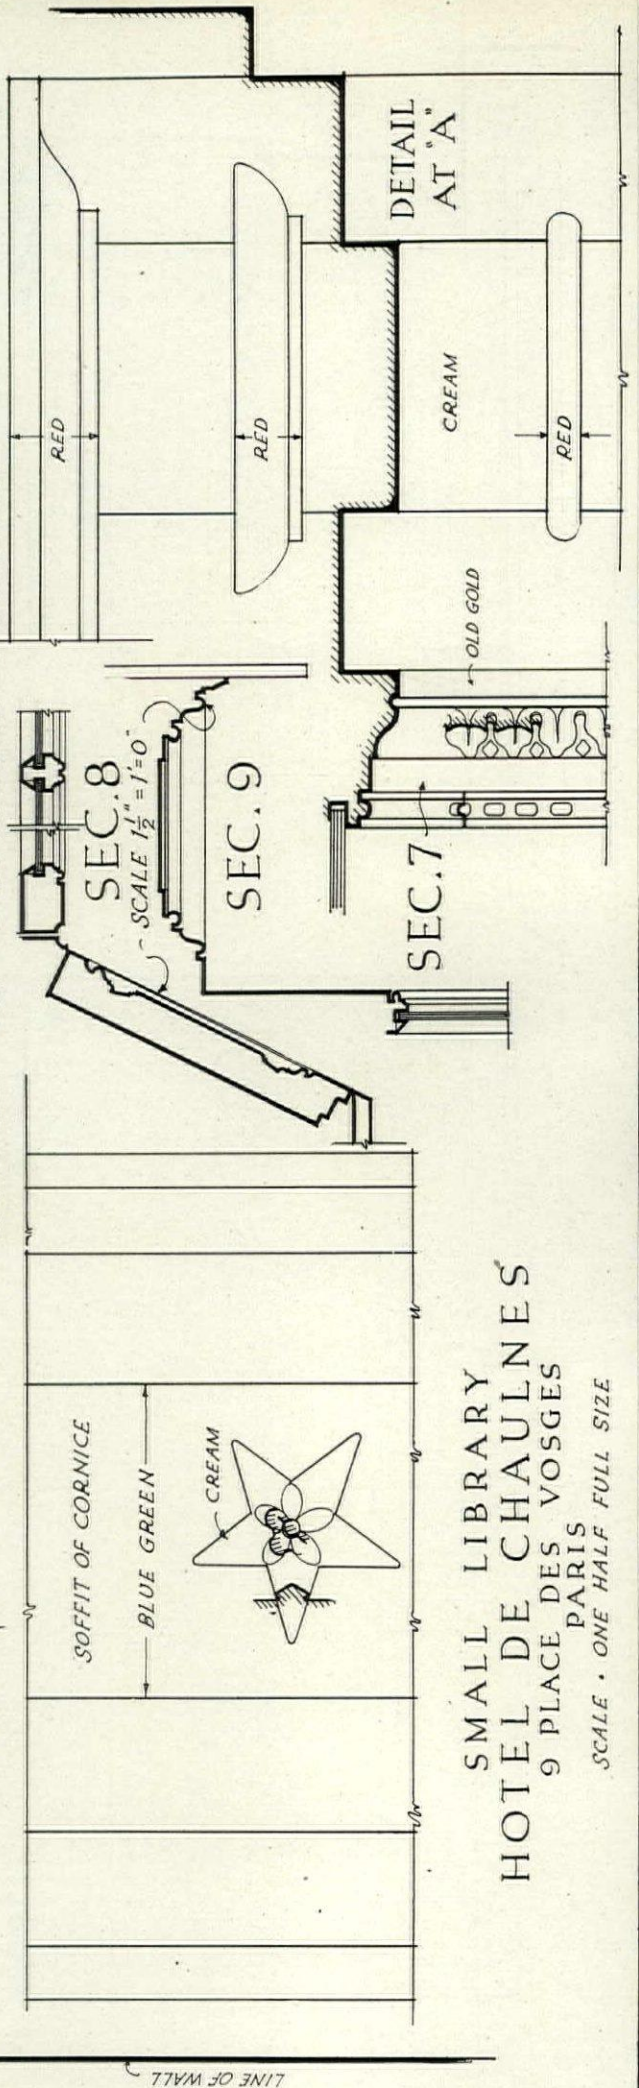 LINE OF WALL
SOFFIT OF CORNICE
BLUE GREEN
CREAM
SMALL LIBRARY
HOTEL DE CHAULNES
9 PLACE DES VOSGES
PARIS
SCALE • ONE HALF FULL SIZE
SEC. 8
SCALE 1½" = 1'=0"
SEC. 9
SEC. 7
OLD GOLD
RED
RED
CREAM
RED
DETAIL
AT "A"